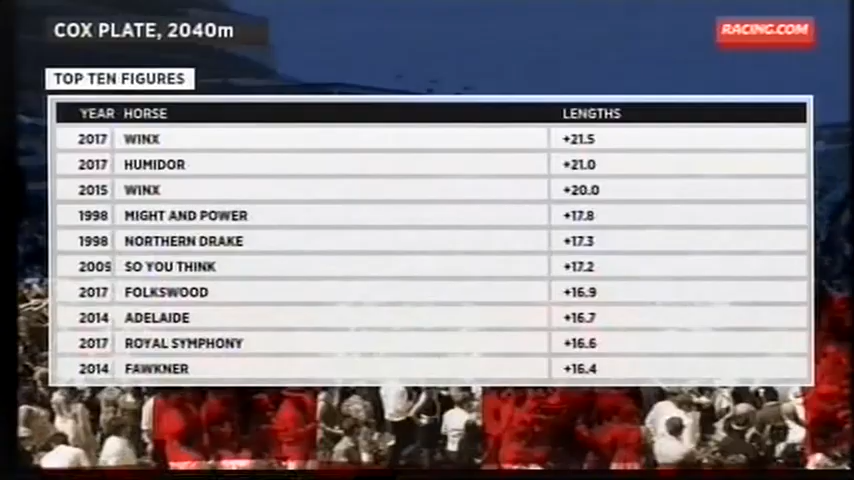 COX PLATE, 2040m
RACING.COM
TOP TEN FIGURES
YEAR HORSE LENGTHS
2017 WINX +21.5
2017 HUMIDOR +21.0
2015 WINX +20.0
1998 MIGHT AND POWER +17.8
1998 NORTHERN DRAKE +17.3
2009 SO YOU THINK +17.2
2017 FOLKSWOOD +16.9
2014 ADELAIDE +16.7
2017 ROYAL SYMPHONY +16.6
2014 FAWKNER +16.4